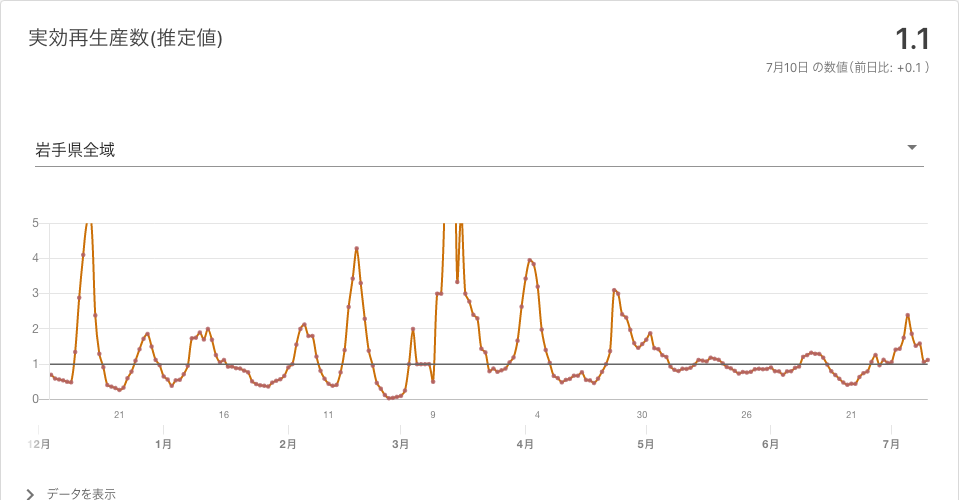 実効再生産数(推定値)
1.1
7月10日 の数値(前日比: +0.1 )
岩手県全域
5
4
3
2
1
0
21 16 11 9 4 30 26 21
12月 1月 2月 3月 4月 5月 6月 7月
データを表示